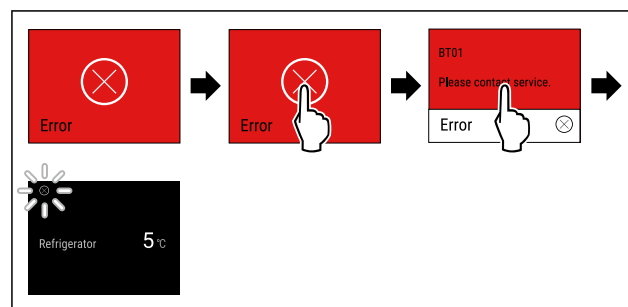 Error
Error
BT01
Please contact service.
Error
Refrigerator 5 °C